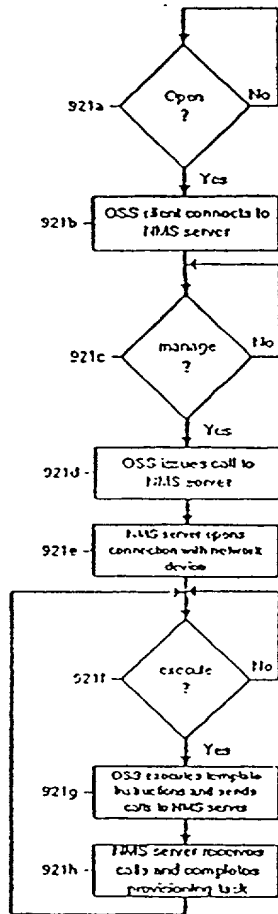 Open
?
No
921a
Yes
OSS client connects to
NMS server
921b
manage
?
No
921c
Yes
OSS issues call to
NMS server
921d
NMS server opens
connection with network
device
921e
execute
?
No
921f
Yes
OSS executes template
instructions and sends
calls to NMS server
921g
NMS server receives
calls and completes
provisioning task
921h